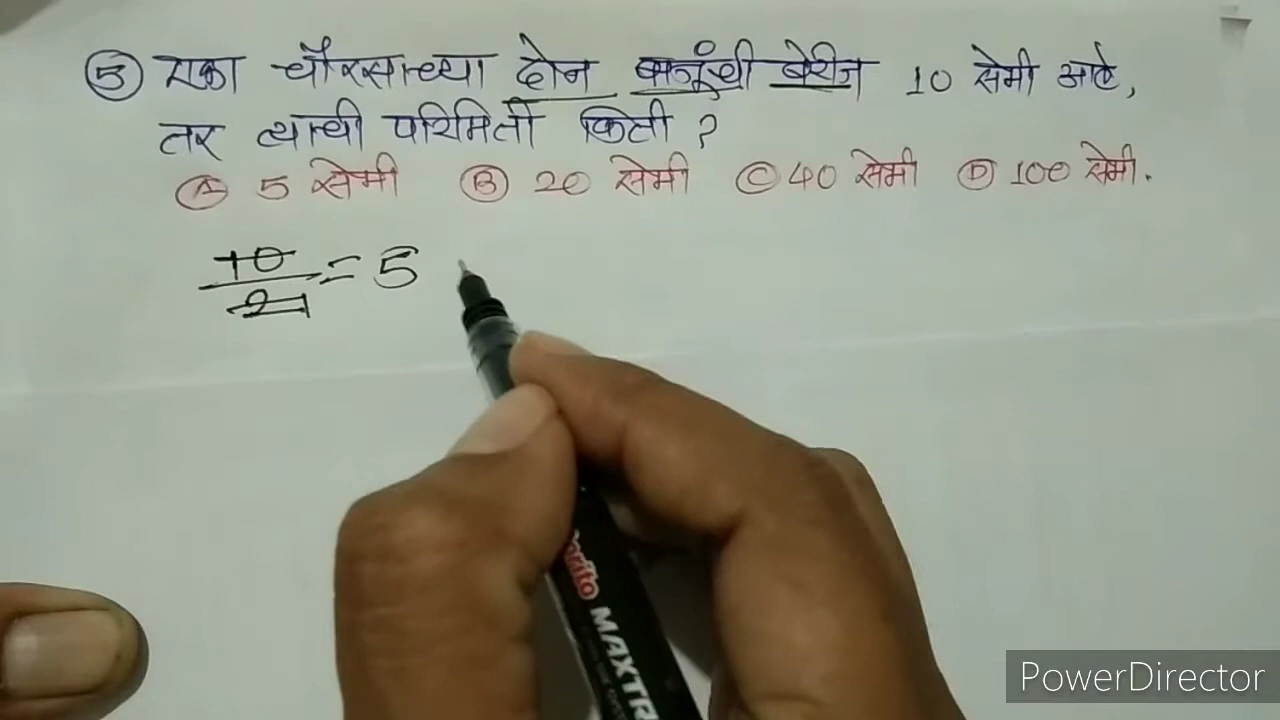 5 एका चौरसाच्या दोन बाजूंची बेरीज 10 सेमी आहे,
तर त्याची परिमिती किती ?
A 5 सेमी B 20 सेमी C 40 सेमी D 100 सेमी.
10
2
= 5
MAXTR
PowerDirector